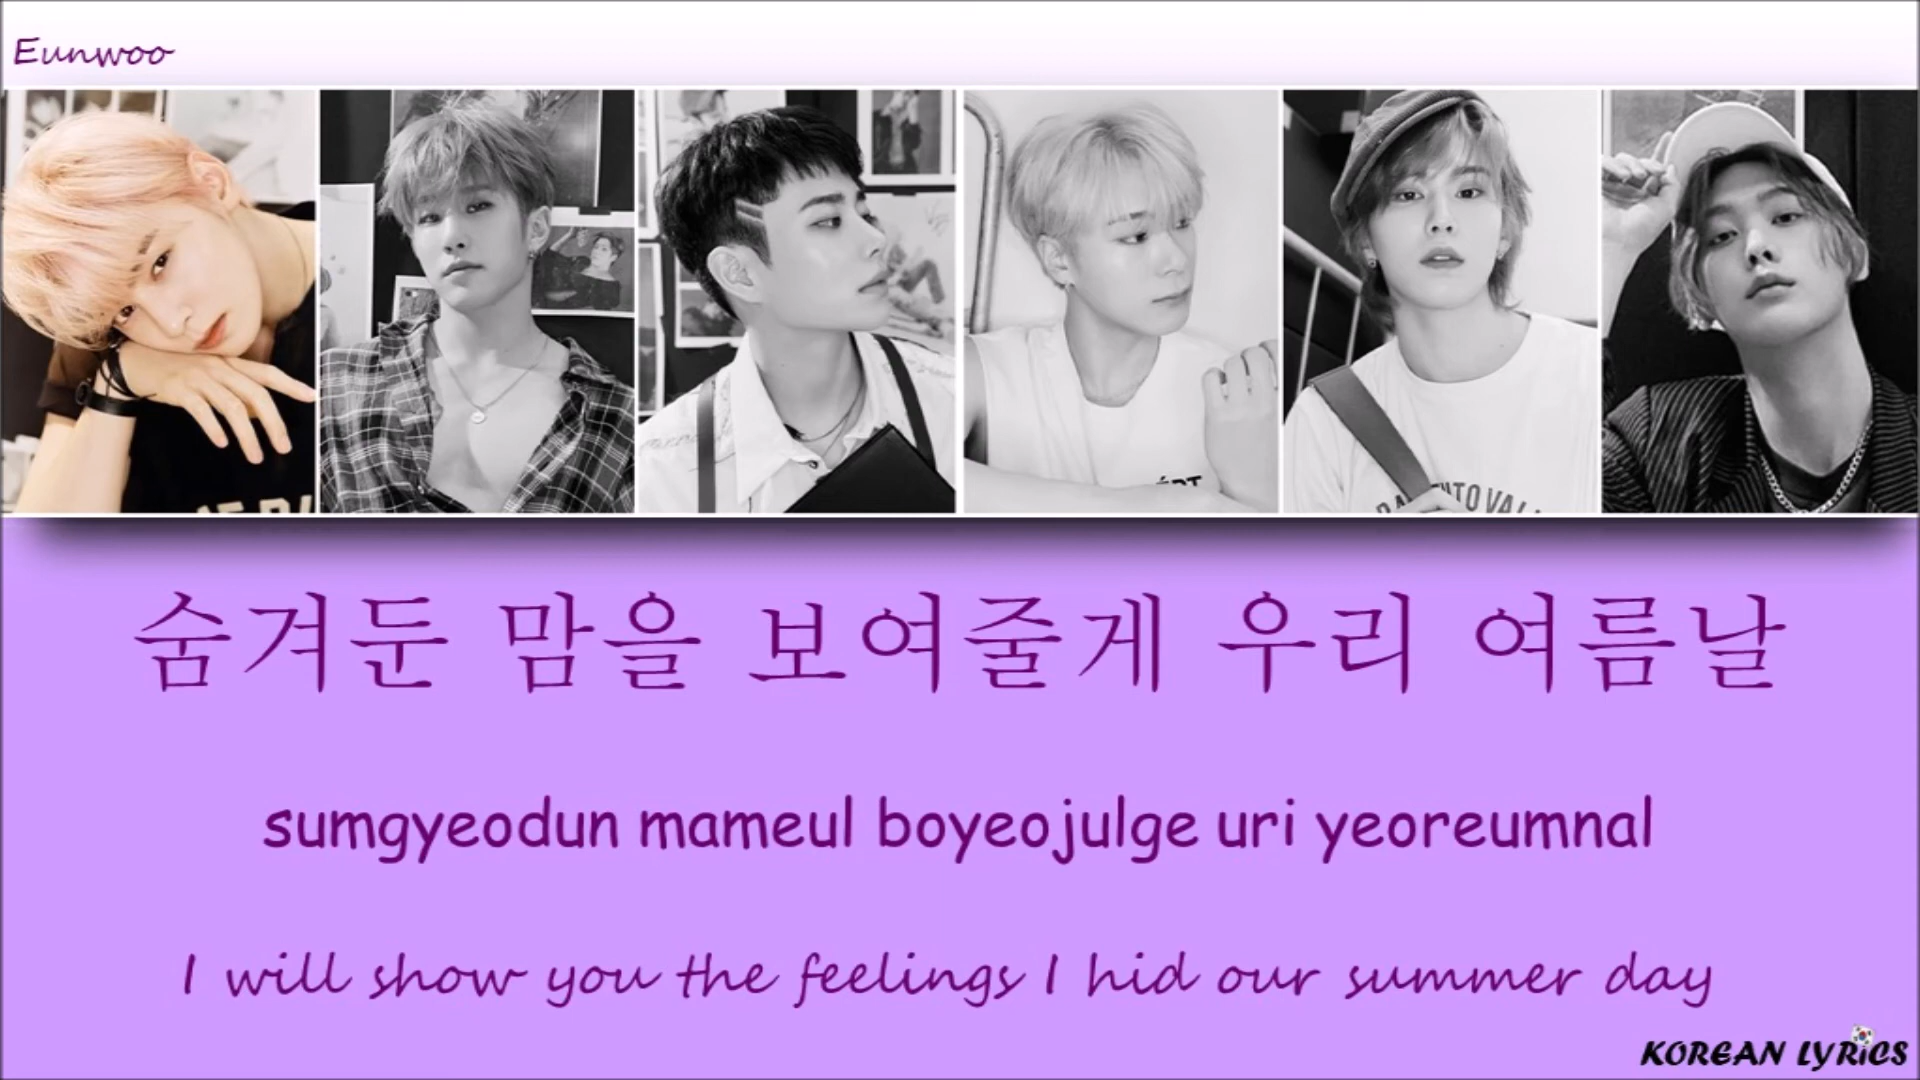 Eunwoo
숨겨둔 맘을 보여줄게 우리 여름날
sumgyeodun mameul boyeojulge uri yeoreumnal
I will show you the feelings I hid our summer day
KOREAN LYRICS